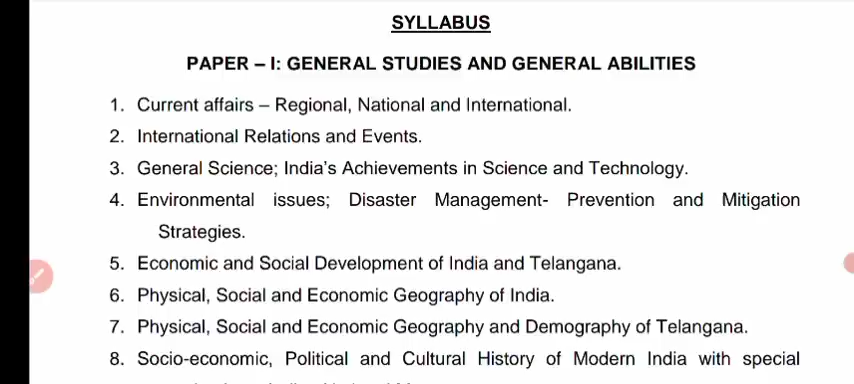 SYLLABUS
PAPER – I: GENERAL STUDIES AND GENERAL ABILITIES
1. Current affairs – Regional, National and International.
2. International Relations and Events.
3. General Science; India's Achievements in Science and Technology.
4. Environmental issues; Disaster Management- Prevention and Mitigation
Strategies.
5. Economic and Social Development of India and Telangana.
6. Physical, Social and Economic Geography of India.
7. Physical, Social and Economic Geography and Demography of Telangana.
8. Socio-economic, Political and Cultural History of Modern India with special